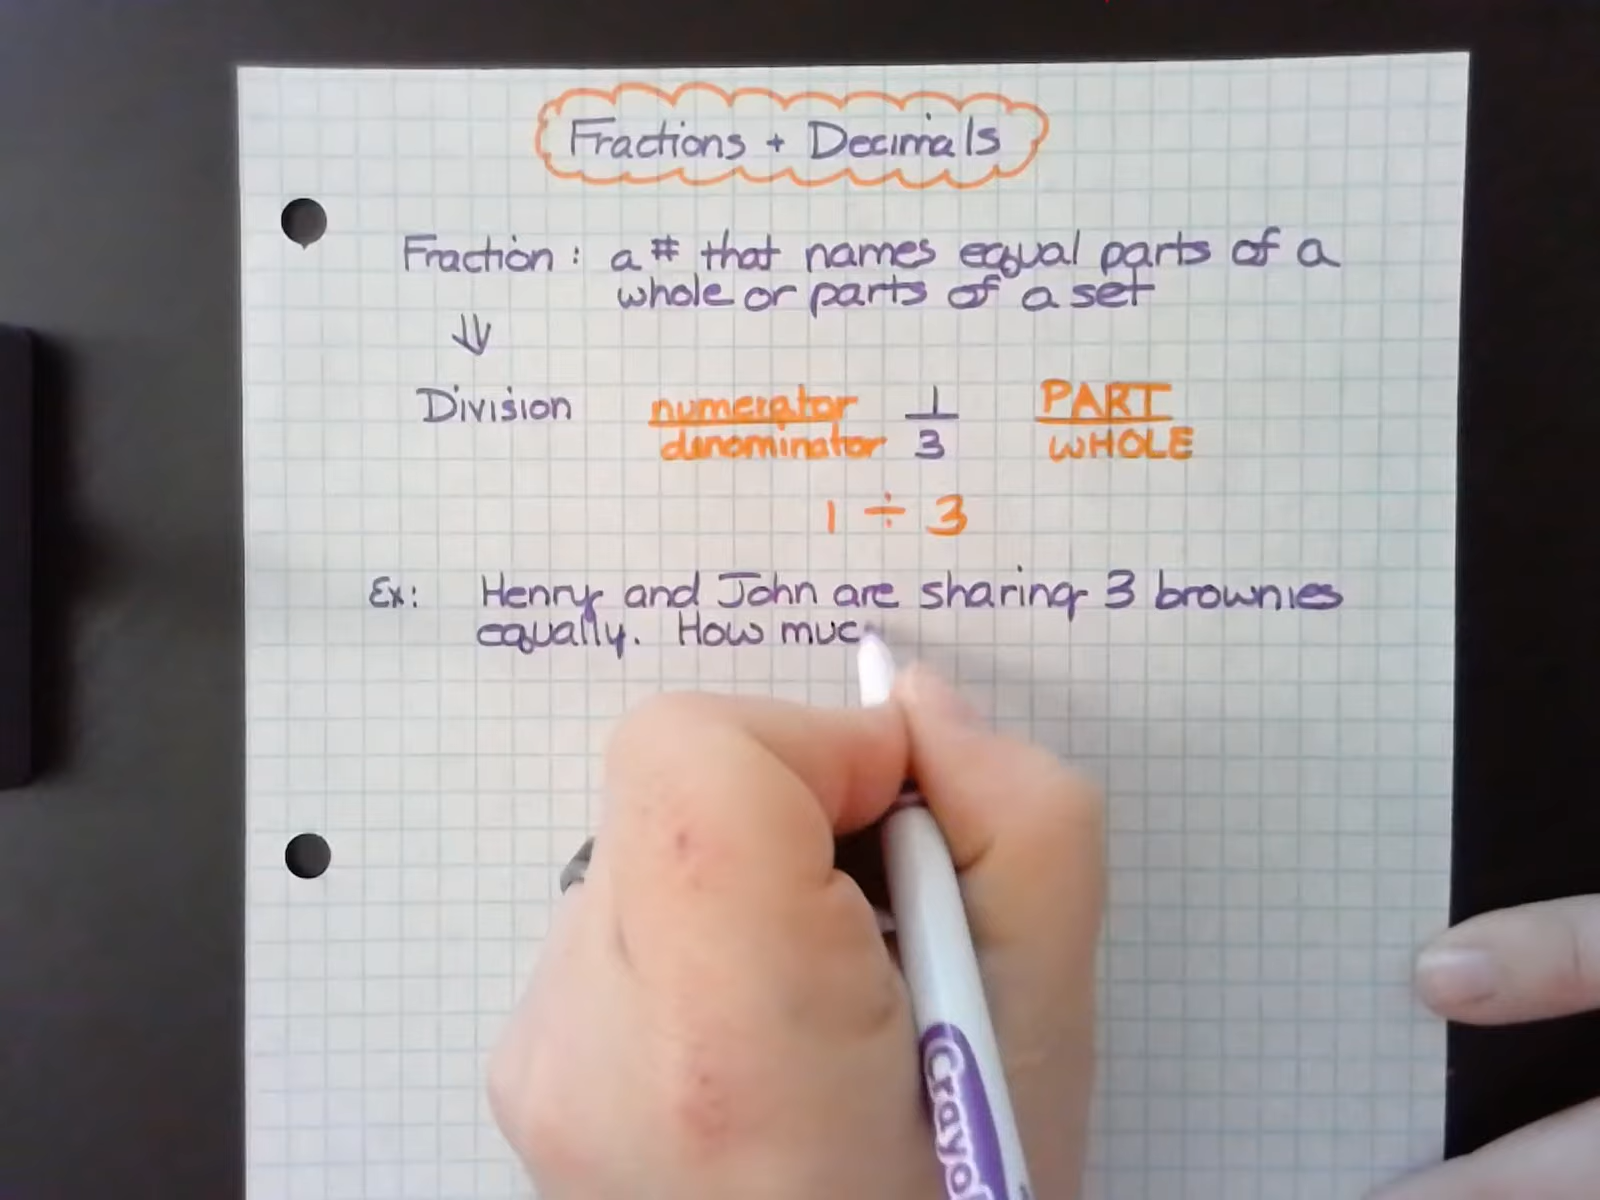 Fractions + Decimals
Fraction: a # that names equal parts of a
whole or parts of a set
⇓
Division numerator 1 PART
denominator 3 WHOLE
1 ÷ 3
Ex: Henry and John are sharing 3 brownies
equally. How muc
Crayol